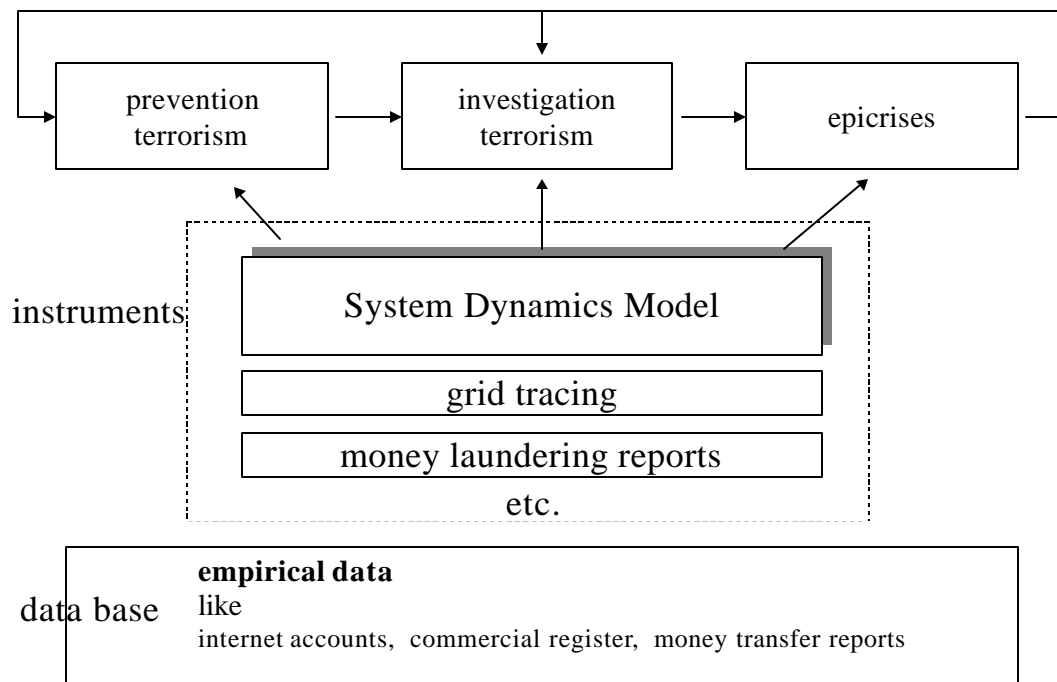 prevention
terrorism
investigation
terrorism
epicrises
instruments
System Dynamics Model
grid tracing
money laundering reports
etc.
empirical data
data base
like
internet accounts, commercial register, money transfer reports